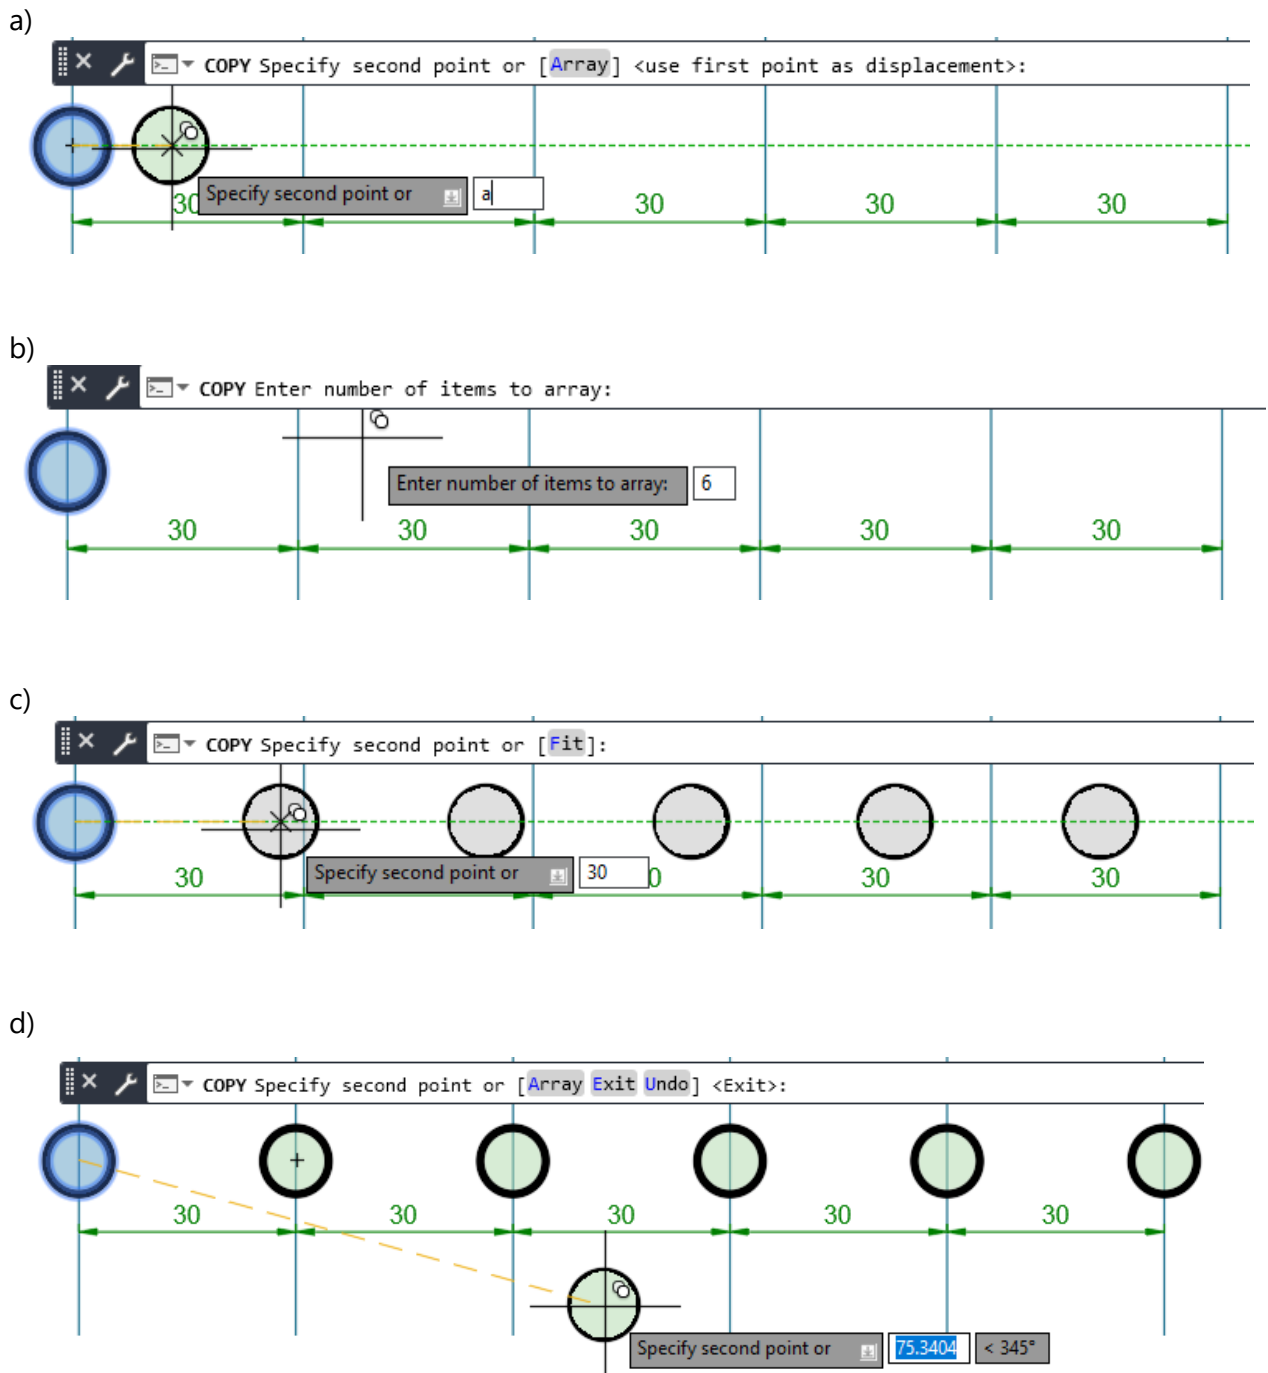 a)
COPY Specify second point or [Array] <use first point as displacement>:
Specify second point or a
30 30 30 30
b)
COPY Enter number of items to array:
Enter number of items to array: 6
30 30 30 30 30
c)
COPY Specify second point or [Fit]:
Specify second point or 30
30 0 30 30
d)
COPY Specify second point or [Array Exit Undo] <Exit>:
30 30 30 30 30
Specify second point or 75.3404 < 345°